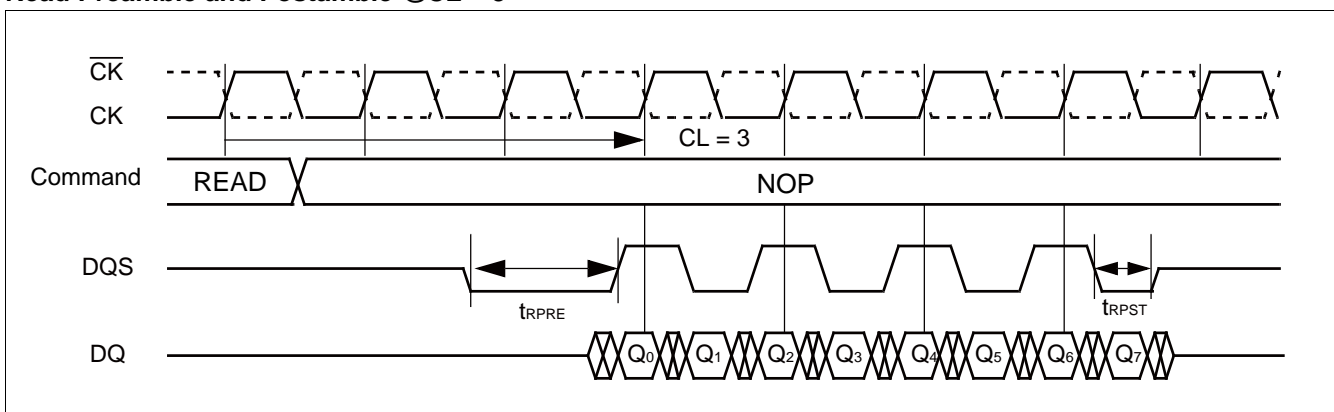 CK
CK
CL = 3
Command READ NOP
DQS
tRPRE tRPST
DQ Q0 Q1 Q2 Q3 Q4 Q5 Q6 Q7